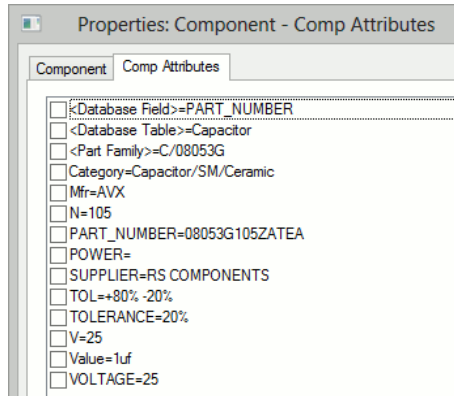 Properties: Component - Comp Attributes
Component Comp Attributes
<Database Field>=PART_NUMBER
<Database Table>=Capacitor
<Part Family>=C/08053G
Category=Capacitor/SM/Ceramic
Mfr=AVX
N=105
PART_NUMBER=08053G105ZATEA
POWER=
SUPPLIER=RS COMPONENTS
TOL=+80% -20%
TOLERANCE=20%
V=25
Value=1uf
VOLTAGE=25